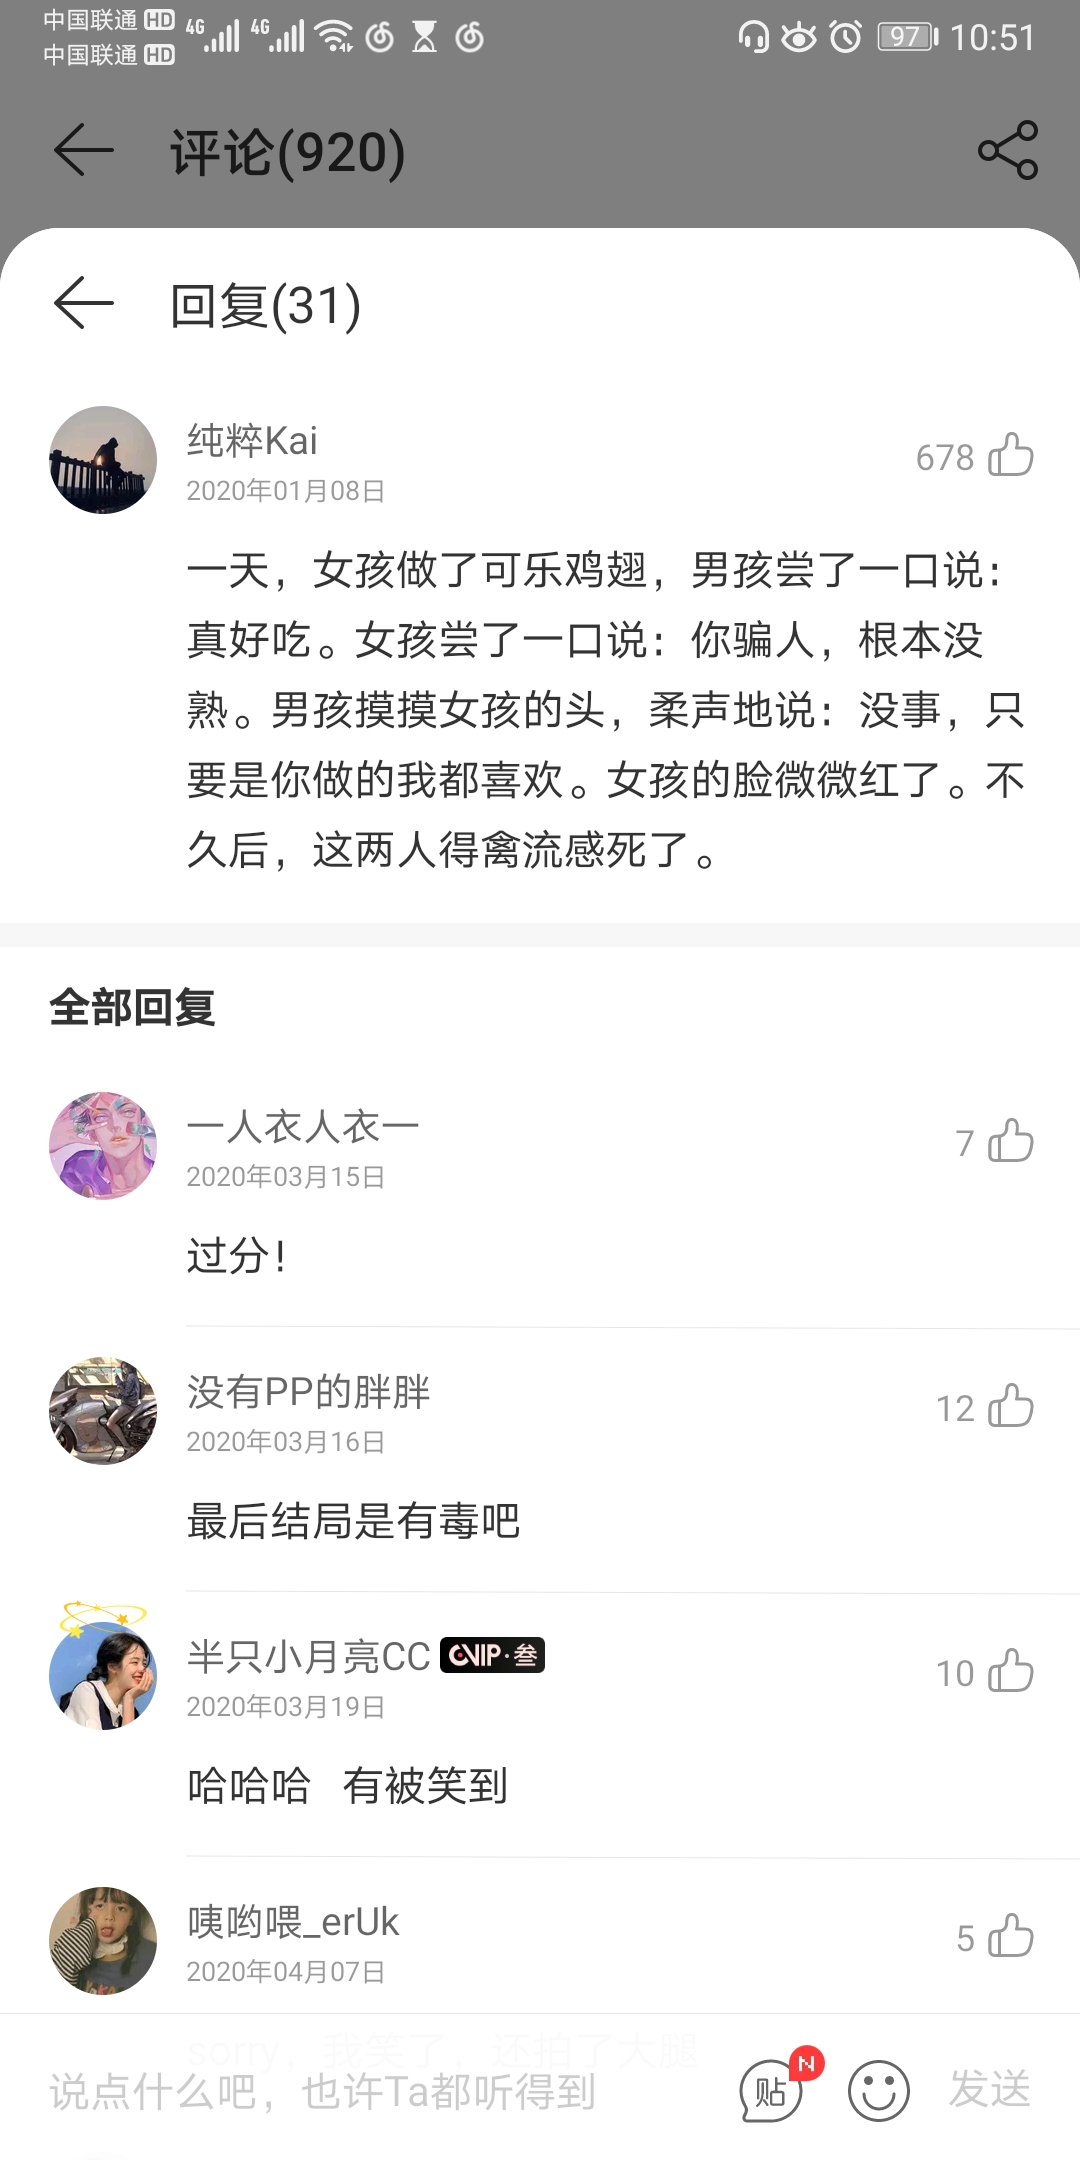 中国联通 HD 4G 4G 97 10:51
中国联通 HD
评论(920)
回复(31)
纯粹Kai
678
2020年01月08日
一天，女孩做了可乐鸡翅，男孩尝了一口说：
真好吃。女孩尝了一口说：你骗人，根本没
熟。男孩摸摸女孩的头，柔声地说：没事，只
要是你做的我都喜欢。女孩的脸微微红了。不
久后，这两人得禽流感死了。
全部回复
一人衣人衣一
7
2020年03月15日
过分！
没有PP的胖胖
12
2020年03月16日
最后结局是有毒吧
半只小月亮CC CVIP·叁
10
2020年03月19日
哈哈哈 有被笑到
咦哟喂_erUk
5
2020年04月07日
sorry，我笑了，还拍了大腿
说点什么吧，也许Ta都听得到 贴 N 发送